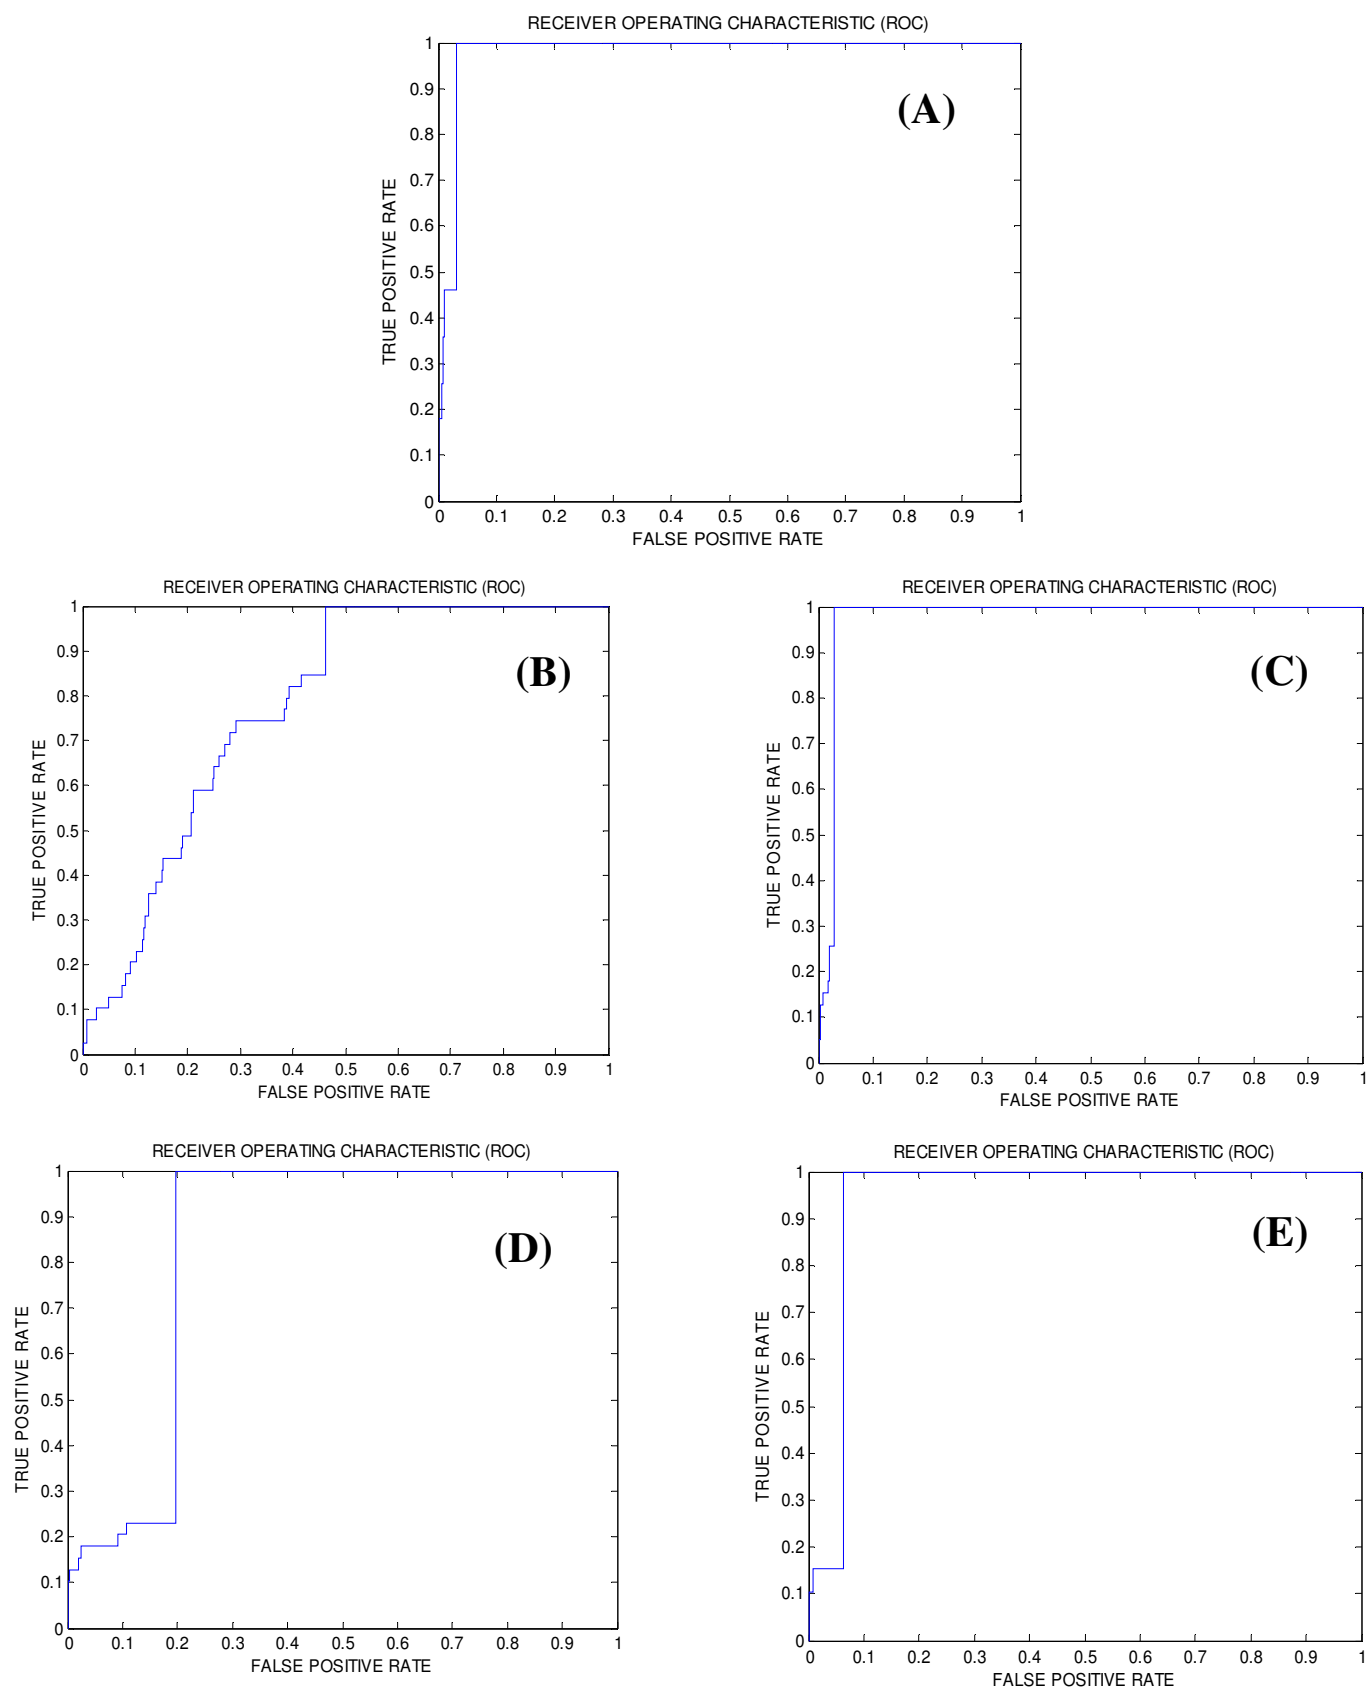 RECEIVER OPERATING CHARACTERISTIC (ROC)
1
0.9
0.8
0.7
0.6
0.5
0.4
0.3
0.2
0.1
0
TRUE POSITIVE RATE
(A)
0 0.1 0.2 0.3 0.4 0.5 0.6 0.7 0.8 0.9 1
FALSE POSITIVE RATE
RECEIVER OPERATING CHARACTERISTIC (ROC)
1
0.9
0.8
0.7
0.6
0.5
0.4
0.3
0.2
0.1
0
TRUE POSITIVE RATE
(B)
0 0.1 0.2 0.3 0.4 0.5 0.6 0.7 0.8 0.9 1
FALSE POSITIVE RATE
RECEIVER OPERATING CHARACTERISTIC (ROC)
1
0.9
0.8
0.7
0.6
0.5
0.4
0.3
0.2
0.1
0
TRUE POSITIVE RATE
(C)
0 0.1 0.2 0.3 0.4 0.5 0.6 0.7 0.8 0.9 1
FALSE POSITIVE RATE
RECEIVER OPERATING CHARACTERISTIC (ROC)
1
0.9
0.8
0.7
0.6
0.5
0.4
0.3
0.2
0.1
0
TRUE POSITIVE RATE
(D)
0 0.1 0.2 0.3 0.4 0.5 0.6 0.7 0.8 0.9 1
FALSE POSITIVE RATE
RECEIVER OPERATING CHARACTERISTIC (ROC)
1
0.9
0.8
0.7
0.6
0.5
0.4
0.3
0.2
0.1
0
TRUE POSITIVE RATE
(E)
0 0.1 0.2 0.3 0.4 0.5 0.6 0.7 0.8 0.9 1
FALSE POSITIVE RATE